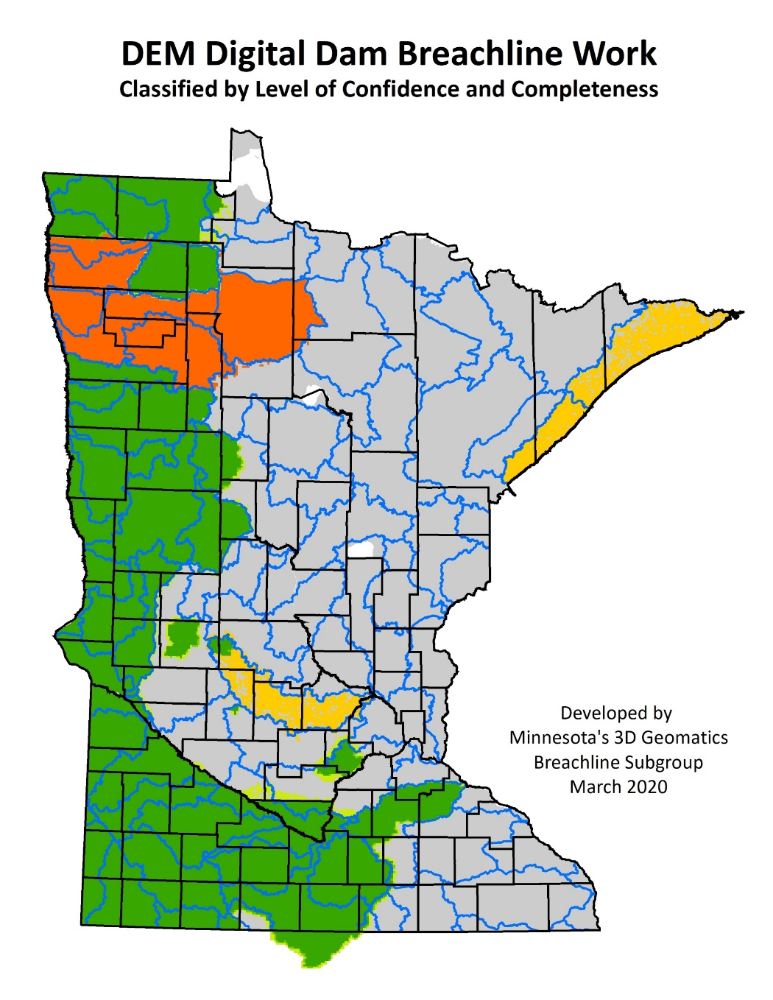 DEM Digital Dam Breachline Work
Classified by Level of Confidence and Completeness
Developed by
Minnesota's 3D Geomatics
Breachline Subgroup
March 2020